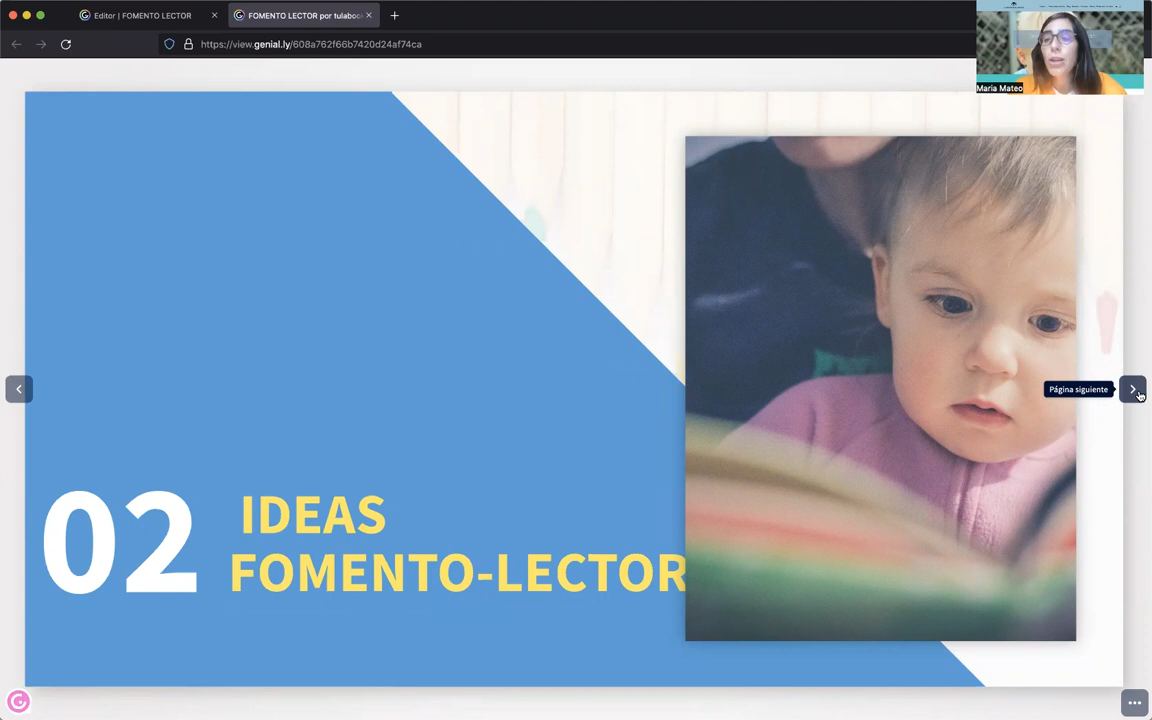 Editor | FOMENTO LECTOR
FOMENTO LECTOR por tulaboc
https://view.genial.ly/608a762f66b7420d24af74ca
Maria Mateo
Página siguiente
02
IDEAS
FOMENTO-LECTOR